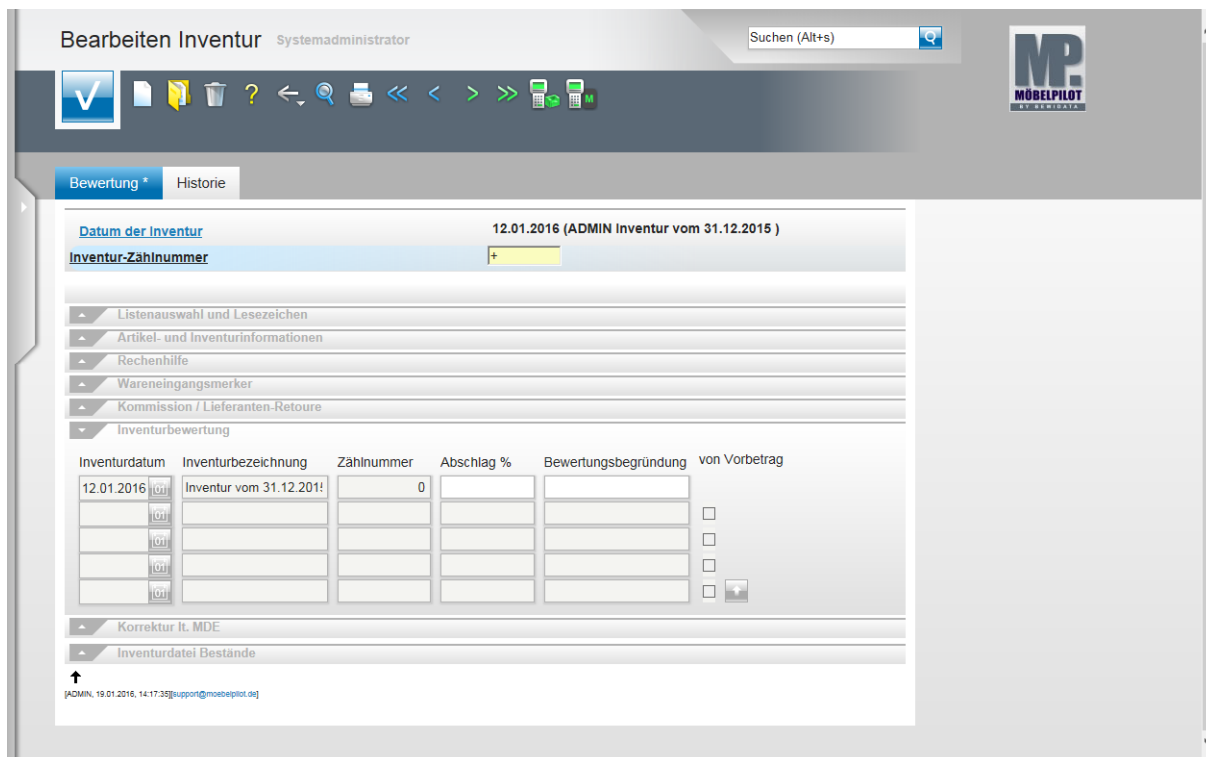 Bearbeiten Inventur Systemadministrator
Suchen (Alt+s)
MP.
MÖBELPILOT
BY BEWIDATA
M
Bewertung *
Historie
Datum der Inventur
12.01.2016 (ADMIN Inventur vom 31.12.2015 )
Inventur-Zählnummer
+
Listenauswahl und Lesezeichen
Artikel- und Inventurinformationen
Rechenhilfe
Wareneingangsmerker
Kommission / Lieferanten-Retoure
Inventurbewertung
Inventurdatum Inventurbezeichnung Zählnummer Abschlag % Bewertungsbegründung von Vorbetrag
12.01.2016 Inventur vom 31.12.201 0
Korrektur lt. MDE
Inventurdatei Bestände
[ADMIN, 19.01.2016, 14:17:35][support@moebelpilot.de]